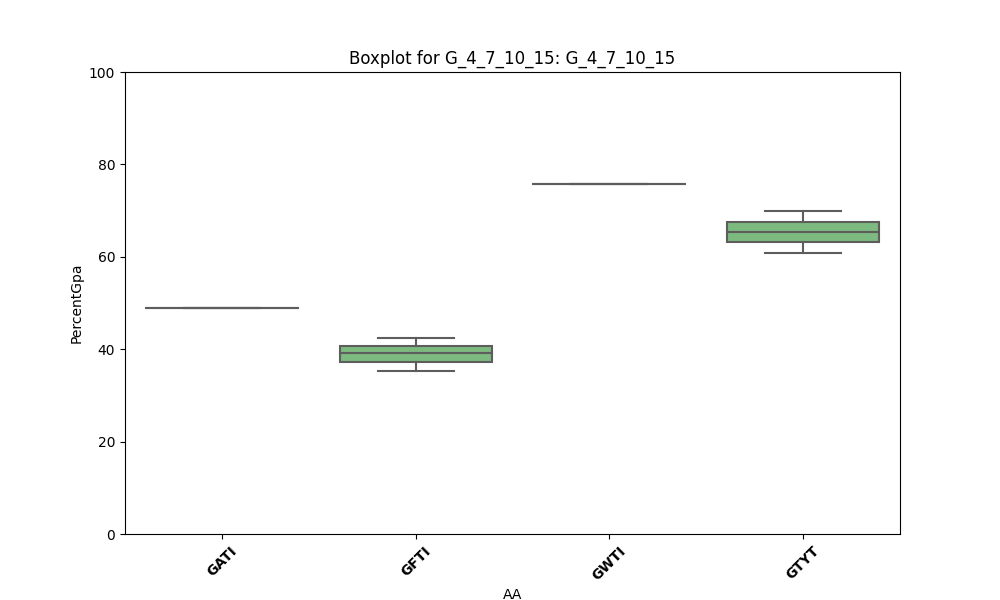 Boxplot for G_4_7_10_15: G_4_7_10_15
100
80
60
40
20
0
PercentGpa
GATI
GFTI
GWTI
GTYT
AA